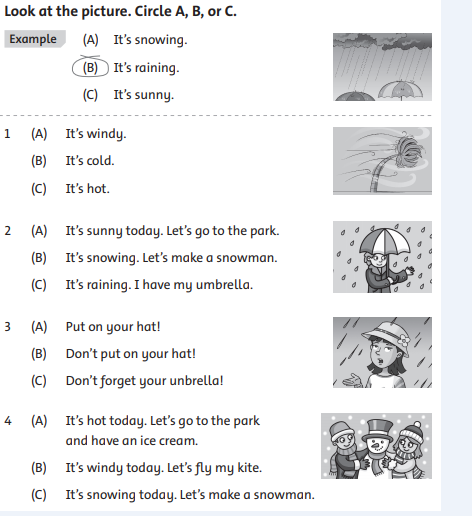 Look at the picture. Circle A, B, or C.
Example (A) It's snowing.
(B) It's raining.
(C) It's sunny.
1 (A) It's windy.
(B) It's cold.
(C) It's hot.
2 (A) It's sunny today. Let's go to the park.
(B) It's snowing. Let's make a snowman.
(C) It's raining. I have my umbrella.
3 (A) Put on your hat!
(B) Don't put on your hat!
(C) Don't forget your unbrella!
4 (A) It's hot today. Let's go to the park
and have an ice cream.
(B) It's windy today. Let's fly my kite.
(C) It's snowing today. Let's make a snowman.